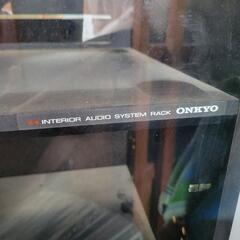 INTERIOR AUDIO SYSTEM RACK ONKYO